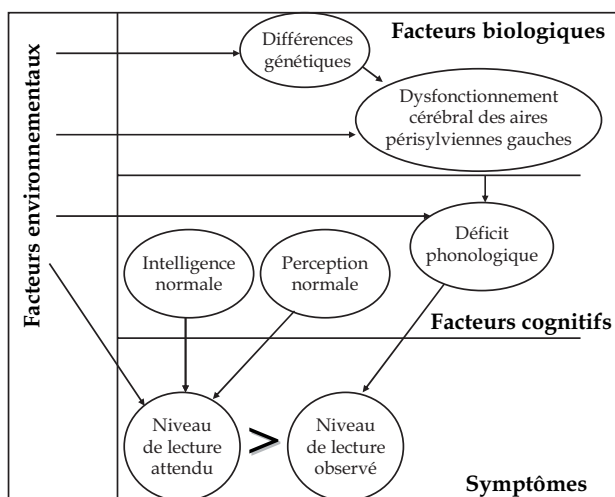 Facteurs environnementaux
Facteurs biologiques
Différences
génétiques
Dysfonctionnement
cérébral des aires
périsylviennes gauches
Déficit
phonologique
Intelligence
normale
Perception
normale
Facteurs cognitifs
Niveau
de lecture
attendu
>
Niveau
de lecture
observé
Symptômes